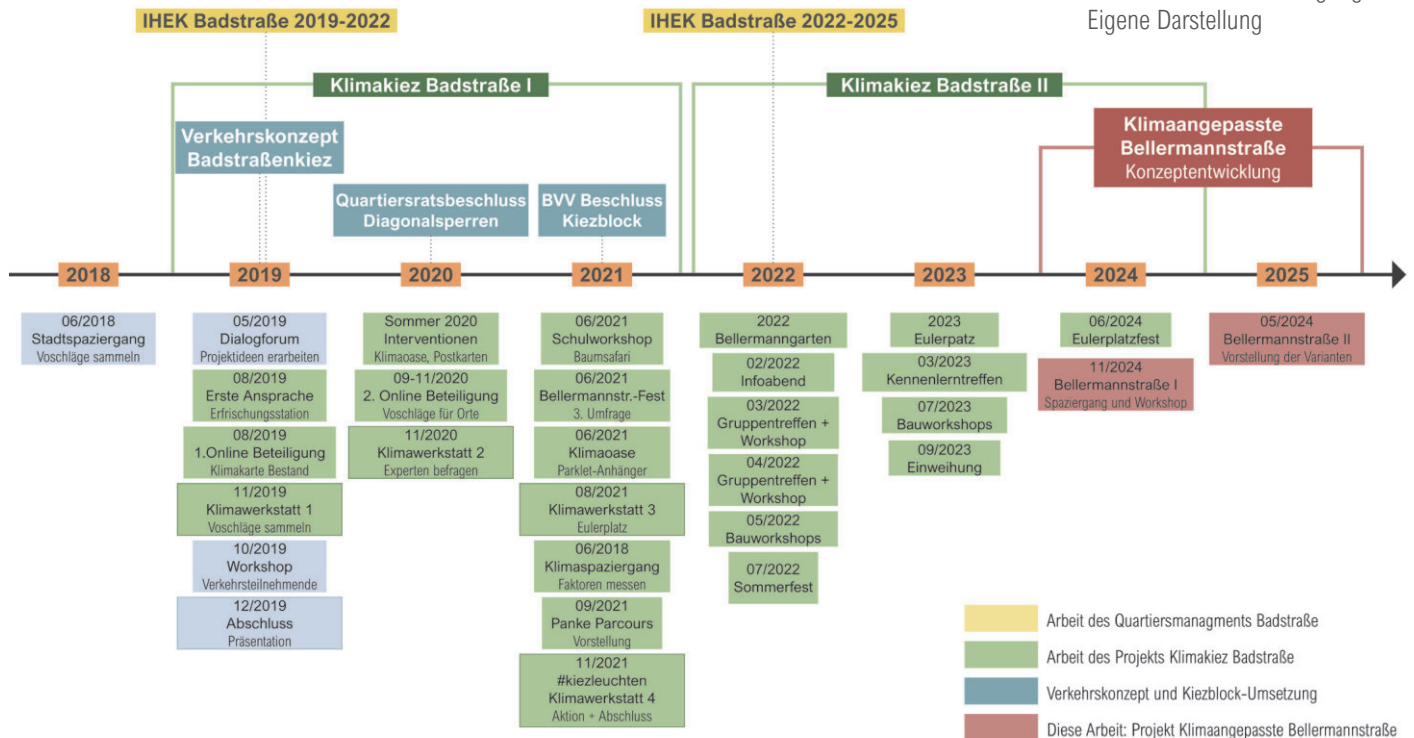 Eigene Darstellung
IHEK Badstraße 2019-2022
IHEK Badstraße 2022-2025
Klimakiez Badstraße I
Klimakiez Badstraße II
Verkehrskonzept
Badstraßenkiez
Klimaangepasste
Bellermannstraße
Konzeptentwicklung
Quartiersratsbeschluss
Diagonalsperren
BVV Beschluss
Kiezblock
2018
2019
2020
2021
2022
2023
2024
2025
06/2018
Stadtspaziergang
Voschläge sammeln
05/2019
Dialogforum
Projektideen erarbeiten
08/2019
Erste Ansprache
Erfrischungsstation
08/2019
1.Online Beteiligung
Klimakarte Bestand
11/2019
Klimawerkstatt 1
Voschläge sammeln
10/2019
Workshop
Verkehrsteilnehmende
12/2019
Abschluss
Präsentation
Sommer 2020
Interventionen
Klimaoase, Postkarten
09-11/2020
2. Online Beteiligung
Voschläge für Orte
11/2020
Klimawerkstatt 2
Experten befragen
06/2021
Schulworkshop
Baumsafari
06/2021
Bellermannstr.-Fest
3. Umfrage
06/2021
Klimaoase
Parklet-Anhänger
08/2021
Klimawerkstatt 3
Eulerplatz
06/2018
Klimaspaziergang
Faktoren messen
09/2021
Panke Parcours
Vorstellung
11/2021
#kiezleuchten
Klimawerkstatt 4
Aktion + Abschluss
2022
Bellermanngarten
02/2022
Infoabend
03/2022
Gruppentreffen +
Workshop
04/2022
Gruppentreffen +
Workshop
05/2022
Bauworkshops
07/2022
Sommerfest
2023
Eulerpatz
03/2023
Kennenlerntreffen
07/2023
Bauworkshops
09/2023
Einweihung
06/2024
Eulerplatzfest
11/2024
Bellermannstraße I
Spaziergang und Workshop
05/2024
Bellermannstraße II
Vorstellung der Varianten
Arbeit des Quartiersmanagments Badstraße
Arbeit des Projekts Klimakiez Badstraße
Verkehrskonzept und Kiezblock-Umsetzung
Diese Arbeit: Projekt Klimaangepasste Bellermannstraße